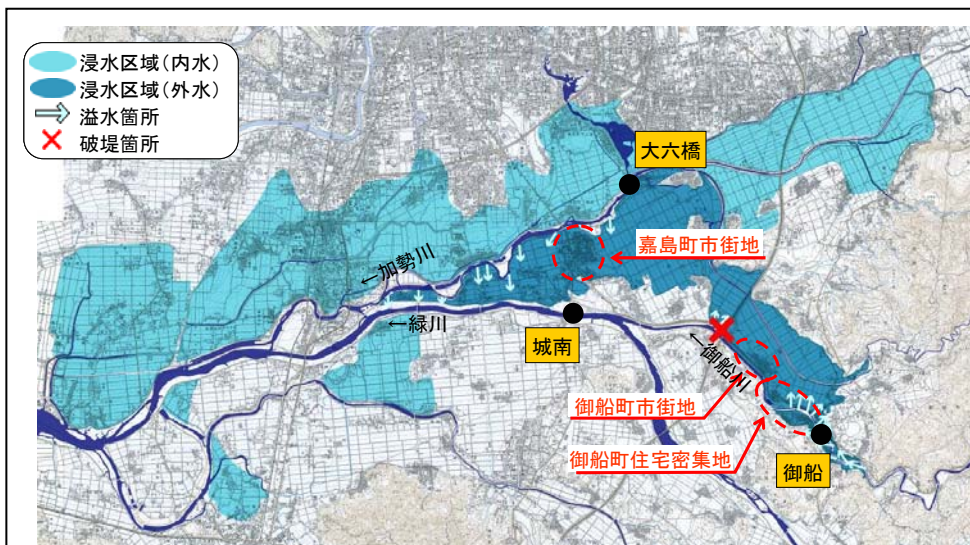 浸水区域(内水)
浸水区域(外水)
溢水箇所
破堤箇所
大六橋
嘉島町市街地
←加勢川
←緑川
城南
←御船川
御船町市街地
御船町住宅密集地
御船